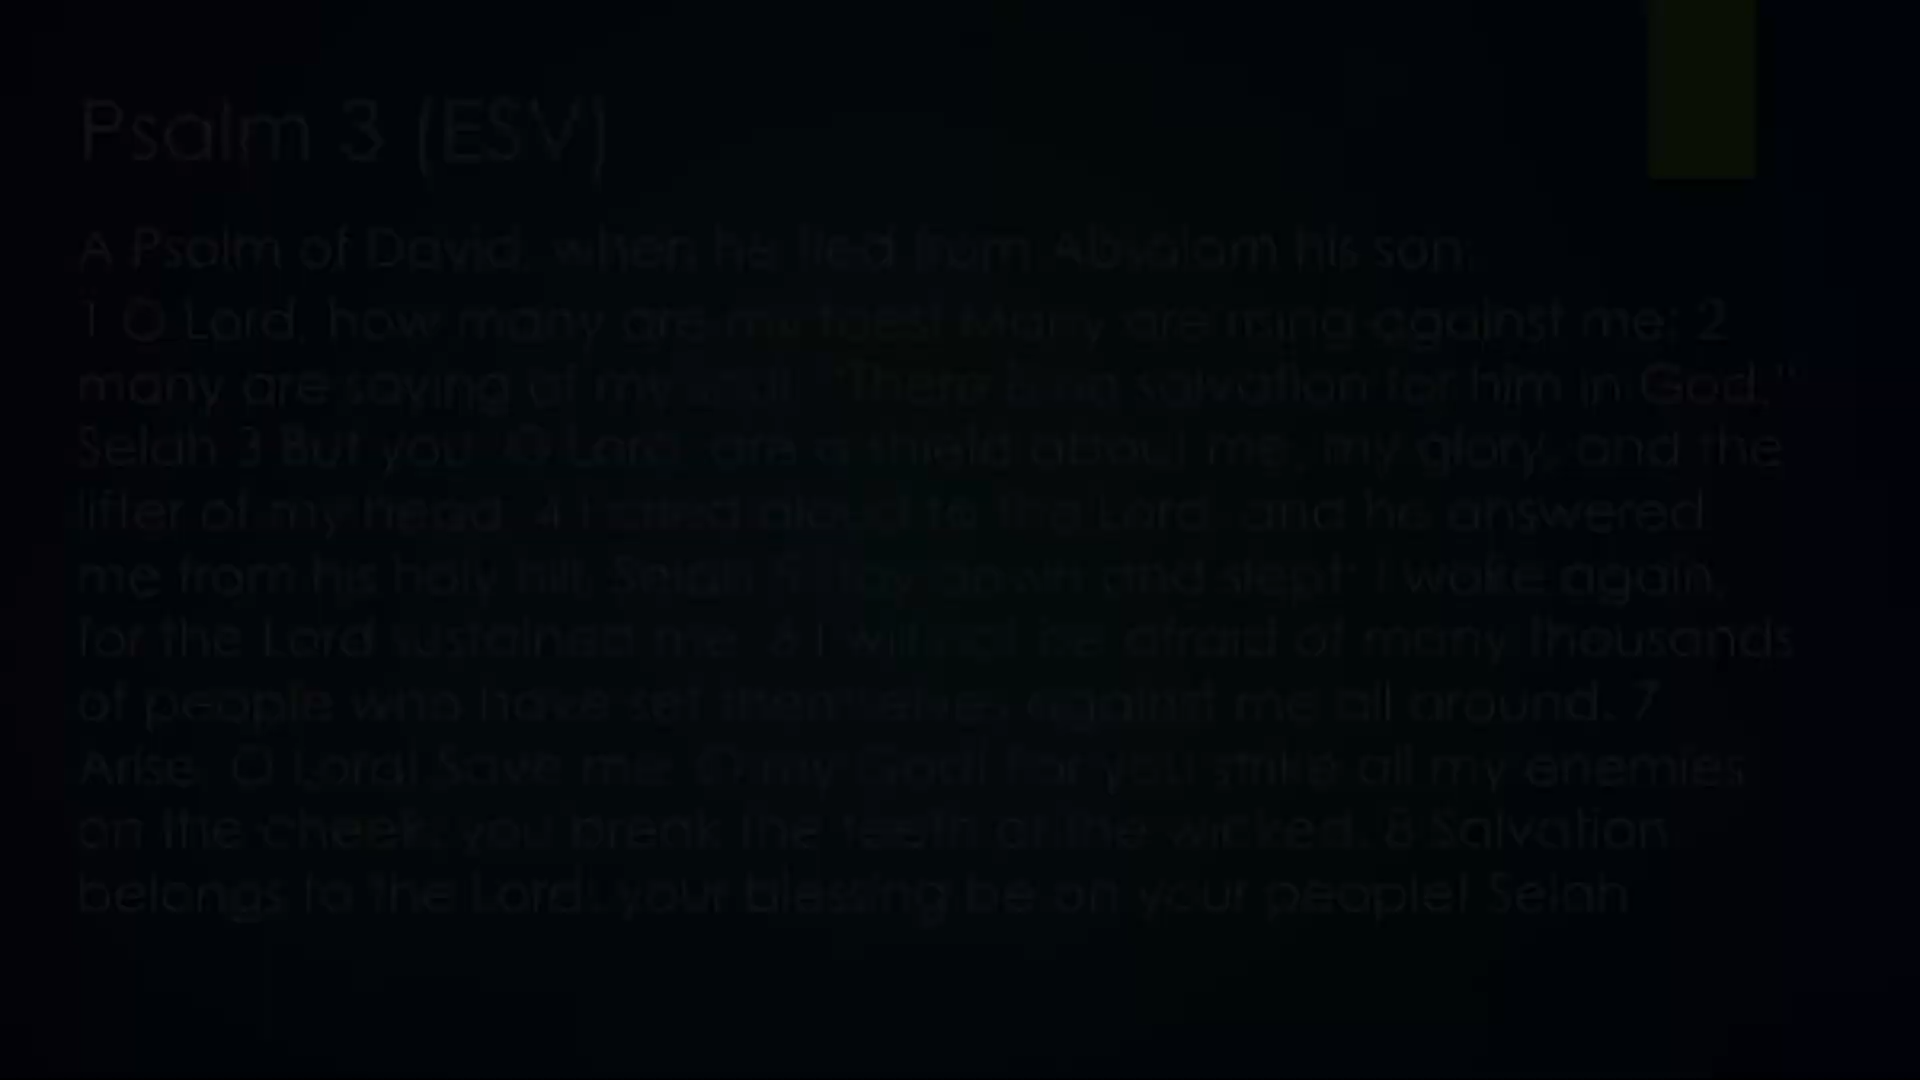 Psalm 3 (ESV)
A Psalm of David, when he fled from Absalom his son.
1 O Lord, how many are my foes! Many are rising against me; 2
many are saying of my soul, "There is no salvation for him in God."
Selah 3 But you, O Lord, are a shield about me, my glory, and the
lifter of my head. 4 I cried aloud to the Lord, and he answered
me from his holy hill. Selah 5 I lay down and slept; I woke again,
for the Lord sustained me. 6 I will not be afraid of many thousands
of people who have set themselves against me all around. 7
Arise, O Lord! Save me, O my God! For you strike all my enemies
on the cheek; you break the teeth of the wicked. 8 Salvation
belongs to the Lord; your blessing be on your people! Selah